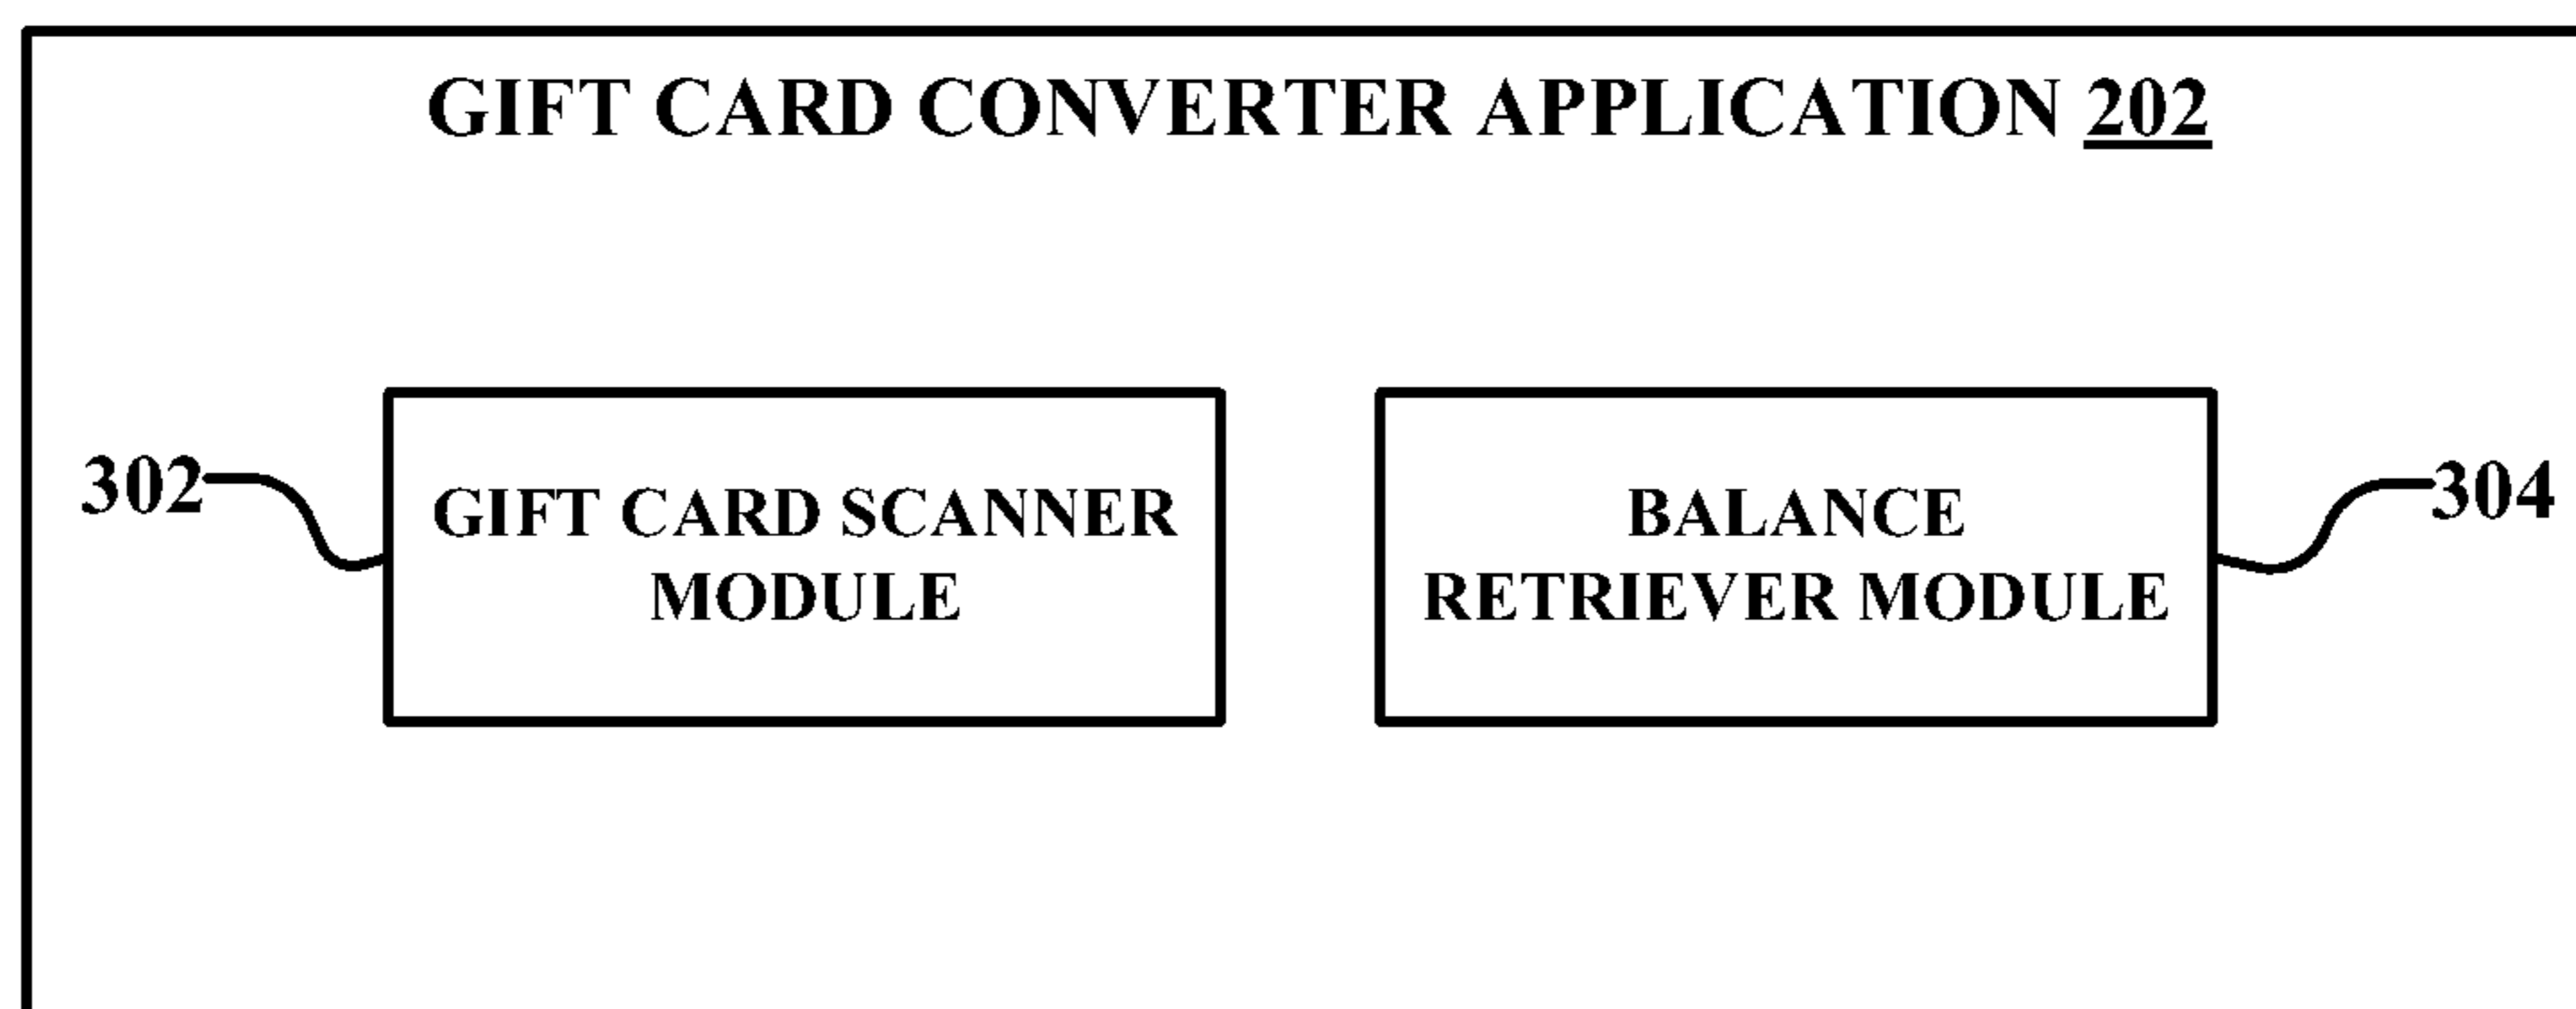 GIFT CARD CONVERTER APPLICATION 202
302
GIFT CARD SCANNER
MODULE
BALANCE
RETRIEVER MODULE
304